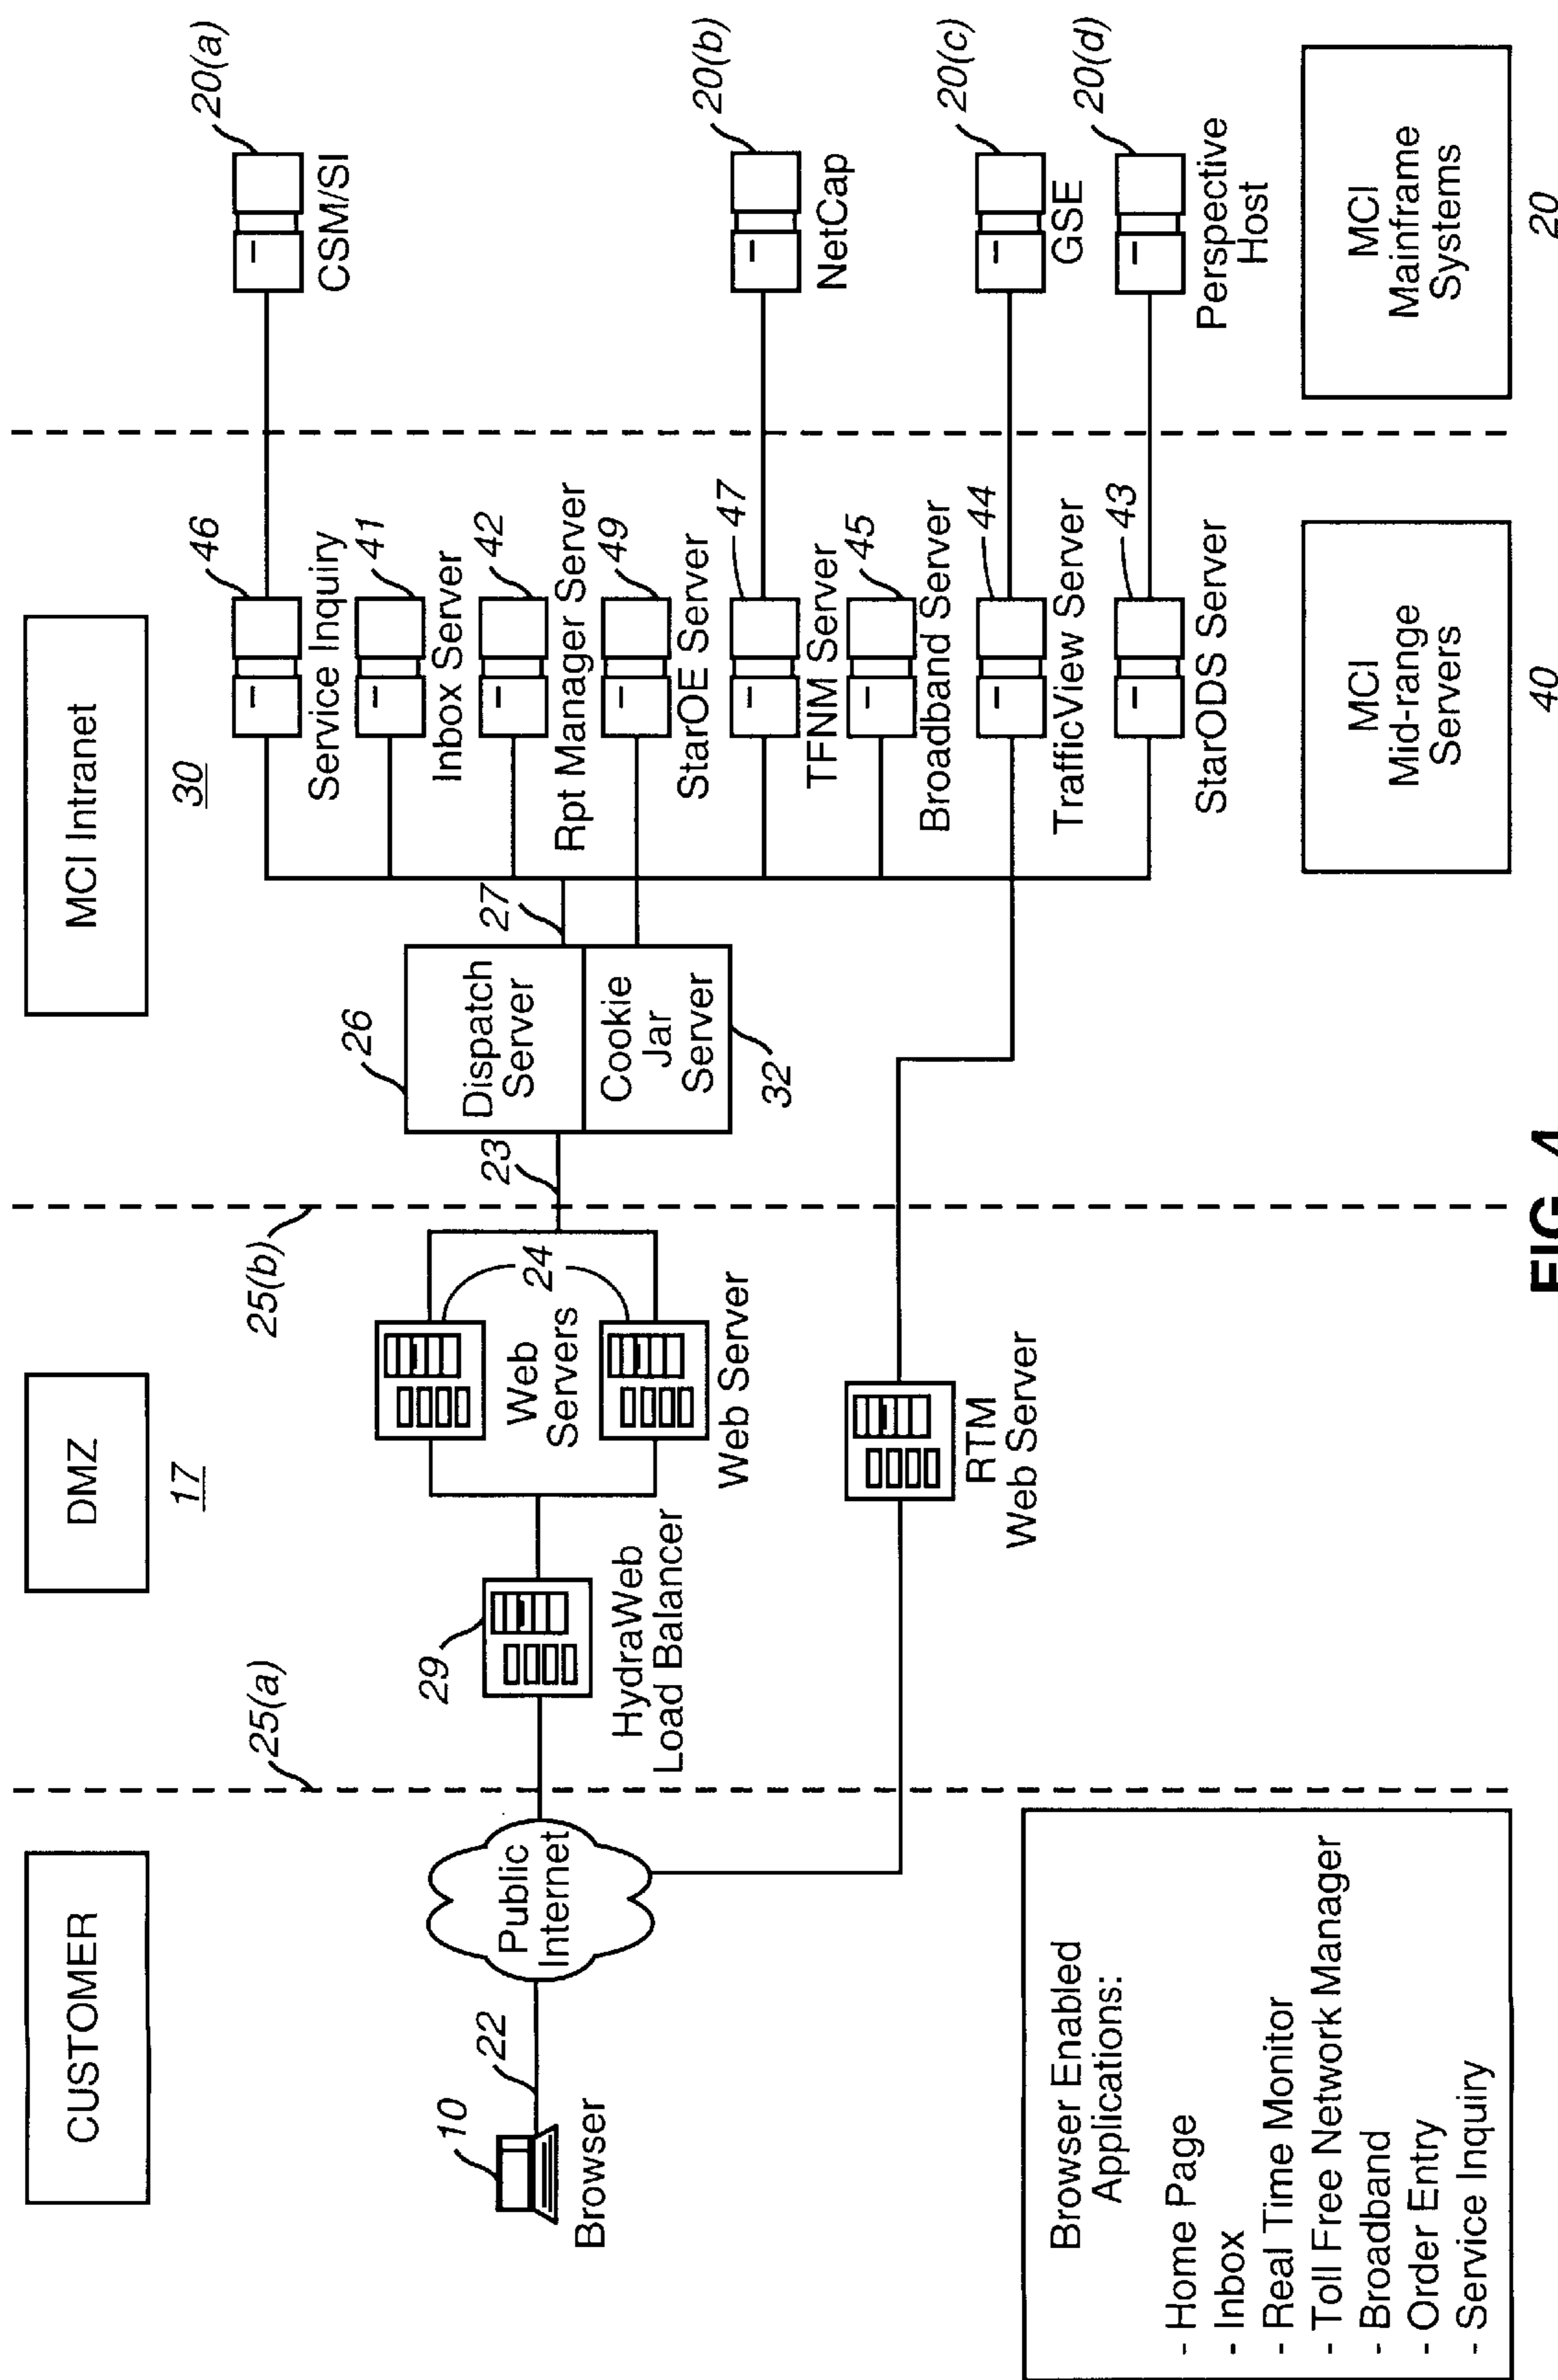 CUSTOMER
DMZ
17
MCI Intranet
30
25(a)
25(b)
10
Browser
22
Public
Internet
29
HydraWeb
Load Balancer
24
Web
Servers
Web Server
RTM
Web Server
23
26
Dispatch
Server
Cookie
Jar
Server
32
27
46
Service Inquiry
41
Inbox Server
42
Rpt Manager Server
49
StarOE Server
47
TFNM Server
45
Broadband Server
44
TrafficView Server
43
StarODS Server
20(a)
CSM/SI
20(b)
NetCap
20(c)
GSE
20(d)
Perspective
Host
Browser Enabled
Applications:
- Home Page
- Inbox
- Real Time Monitor
- Toll Free Network Manager
- Broadband
- Order Entry
- Service Inquiry
MCI
Mid-range
Servers
40
MCI
Mainframe
Systems
20
FIG. 4